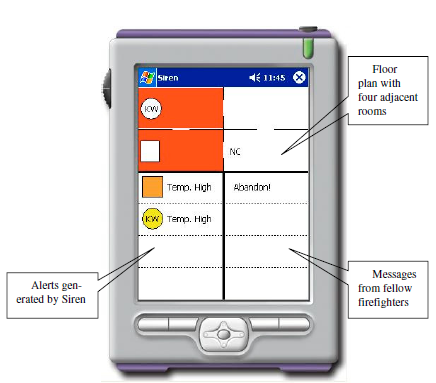 Siren 11:45
Floor
plan with
four adjacent
rooms
KW
NC
Temp. High Abandon!
KW Temp. High
Alerts gen-
erated by Siren
Messages
from fellow
firefighters